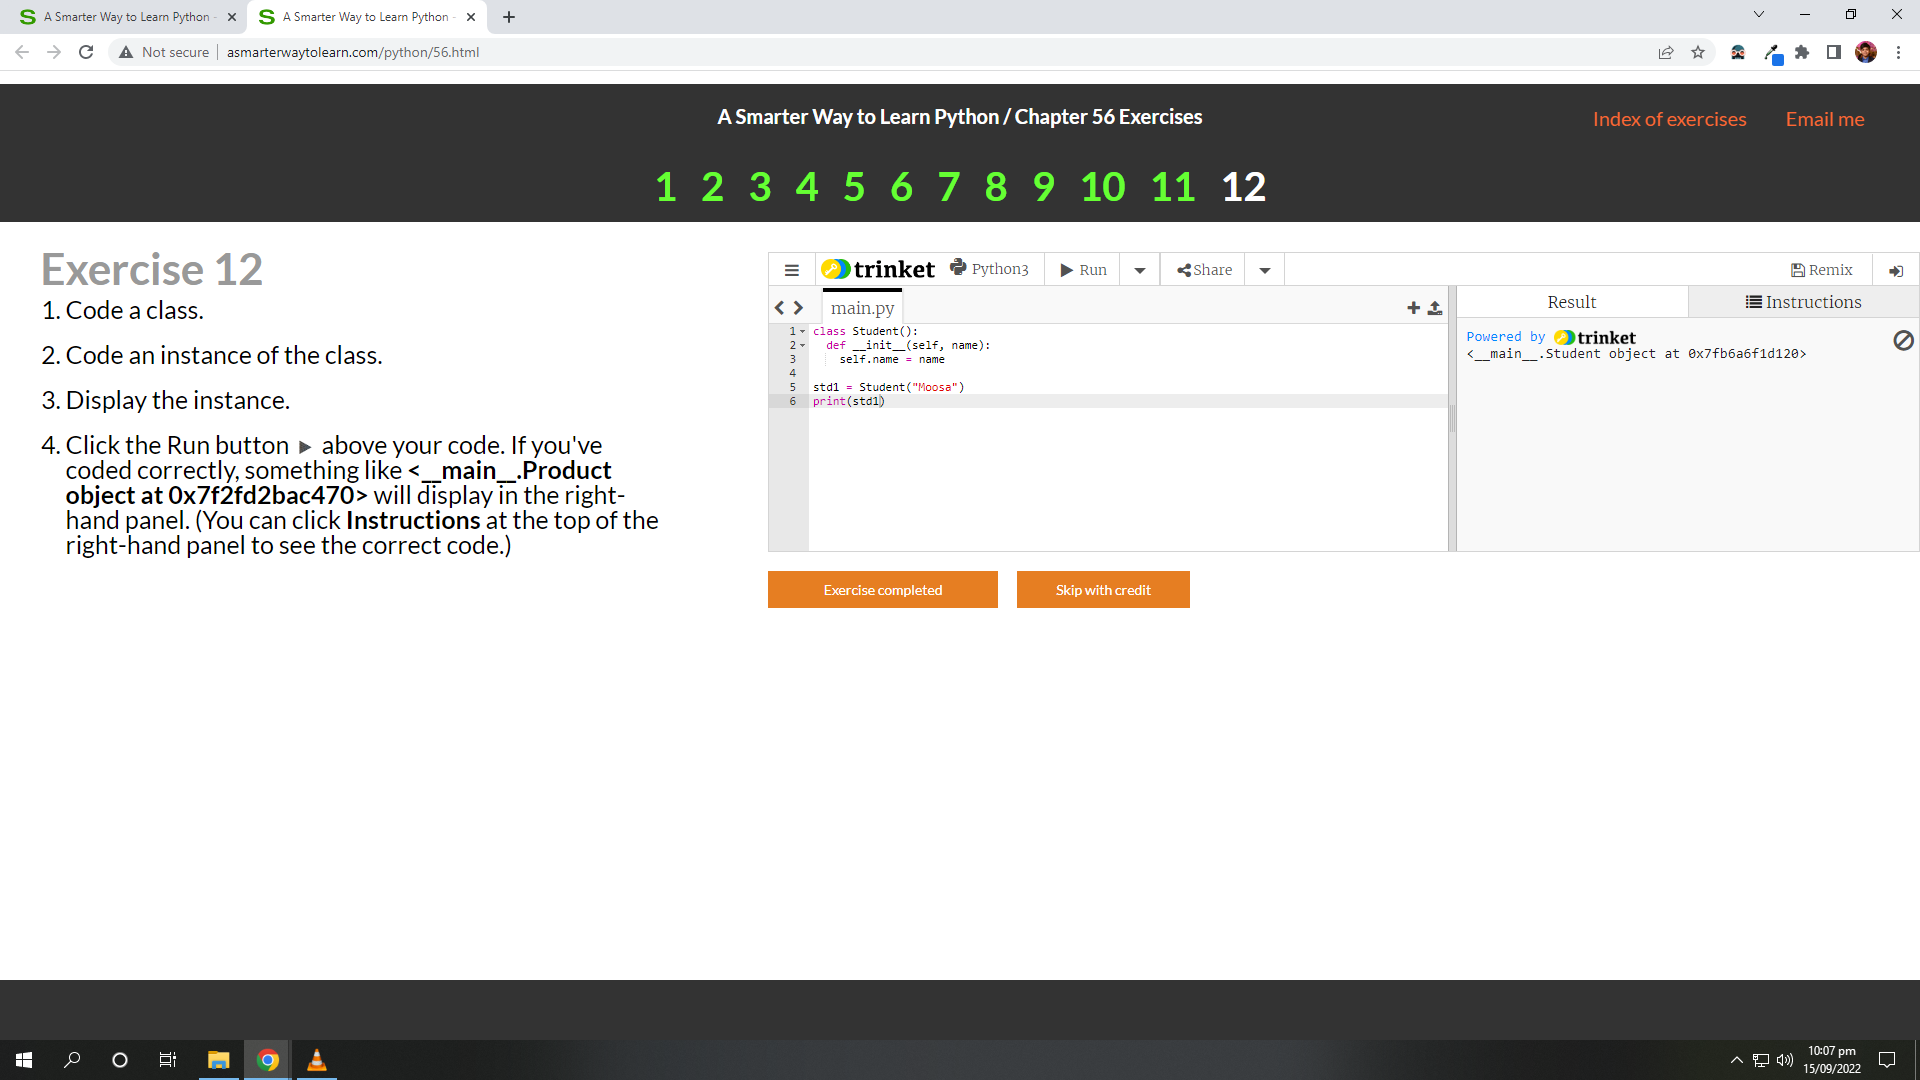 A Smarter Way to Learn Python -
A Smarter Way to Learn Python -
Not secure
asmarterwaytolearn.com/python/56.html
A Smarter Way to Learn Python / Chapter 56 Exercises
Index of exercises
Email me
1 2 3 4 5 6 7 8 9 10 11 12
Exercise 12
1. Code a class.
2. Code an instance of the class.
3. Display the instance.
4. Click the Run button ► above your code. If you've
coded correctly, something like <__main__.Product
object at 0x7f2fd2bac470> will display in the right-
hand panel. (You can click Instructions at the top of the
right-hand panel to see the correct code.)
trinket
Python3
Run
Share
Remix
main.py
Result
Instructions
1 class Student():
2 def __init__(self, name):
3 self.name = name
4
5 std1 = Student("Moosa")
6 print(std1)
Powered by trinket
<__main__.Student object at 0x7fb6a6f1d120>
Exercise completed
Skip with credit
10:07 pm
15/09/2022